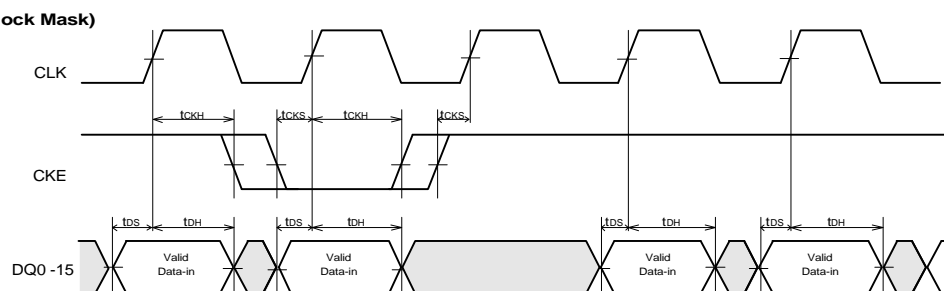 ock Mask)
CLK
tCKH tCKS tCKH tCKS
CKE
tDS tDH tDS tDH tDS tDH tDS tDH
DQ0 -15
Valid Data-in
Valid Data-in
Valid Data-in
Valid Data-in